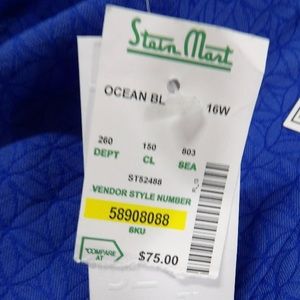 Stein Mart
OCEAN BL 16W
260 150 803
DEPT CL SEA
ST52488
VENDOR STYLE NUMBER
58908088
SKU
*COMPARE AT $75.00